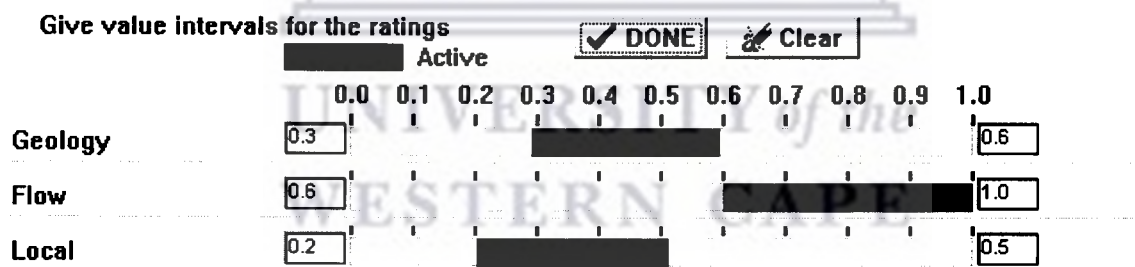 Give value intervals for the ratings
DONE
Clear
Active
0.0 0.1 0.2 0.3 0.4 0.5 0.6 0.7 0.8 0.9 1.0
Geology 0.3 0.6
Flow 0.6 1.0
Local 0.2 0.5
UNIVERSITY of the
WESTERN CAPE